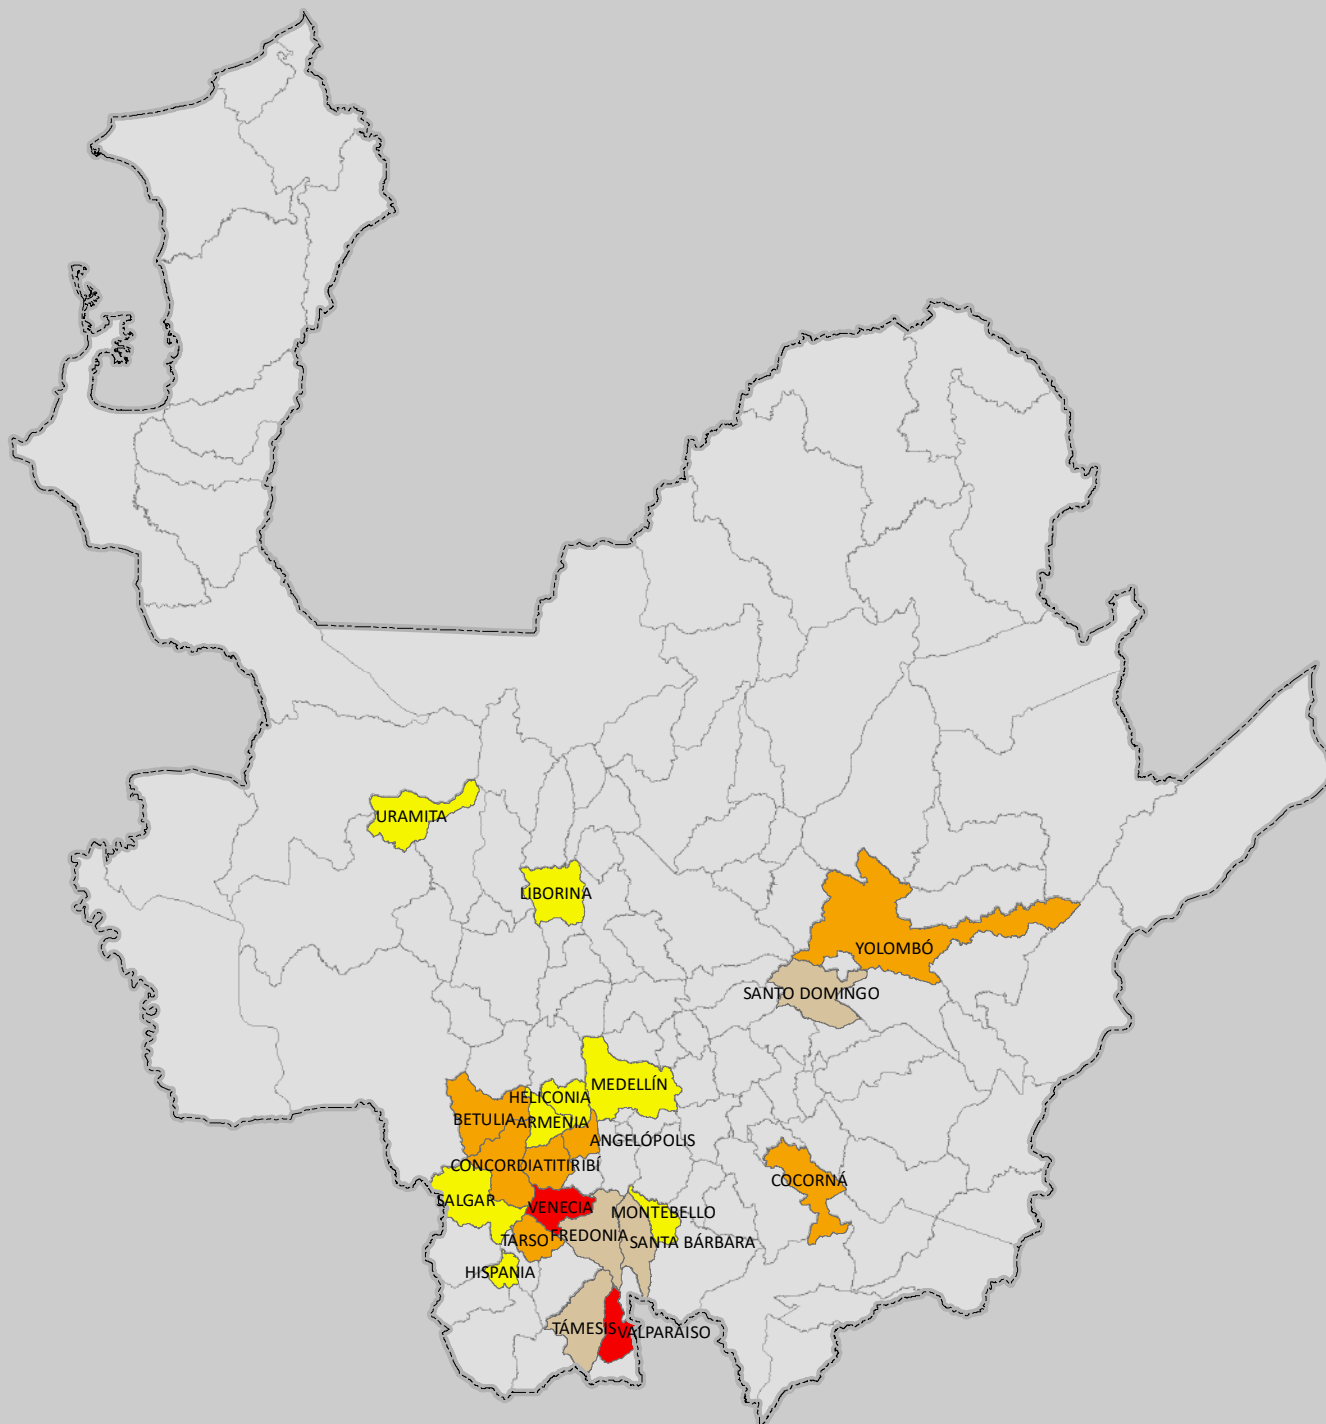 URAMITA
LIBORINA
YOLOMBÓ
SANTO DOMINGO
MEDELLÍN
HELICONIA
BETULIA
ARMENIA
ANGELÓPOLIS
CONCORDIA
TITIRIBÍ
COCORNÁ
SALGAR
VENECIA
MONTEBELLO
TARSO
FREDONIA
SANTA BÁRBARA
HISPANIA
TÁMESIS
VALPARAÍSO